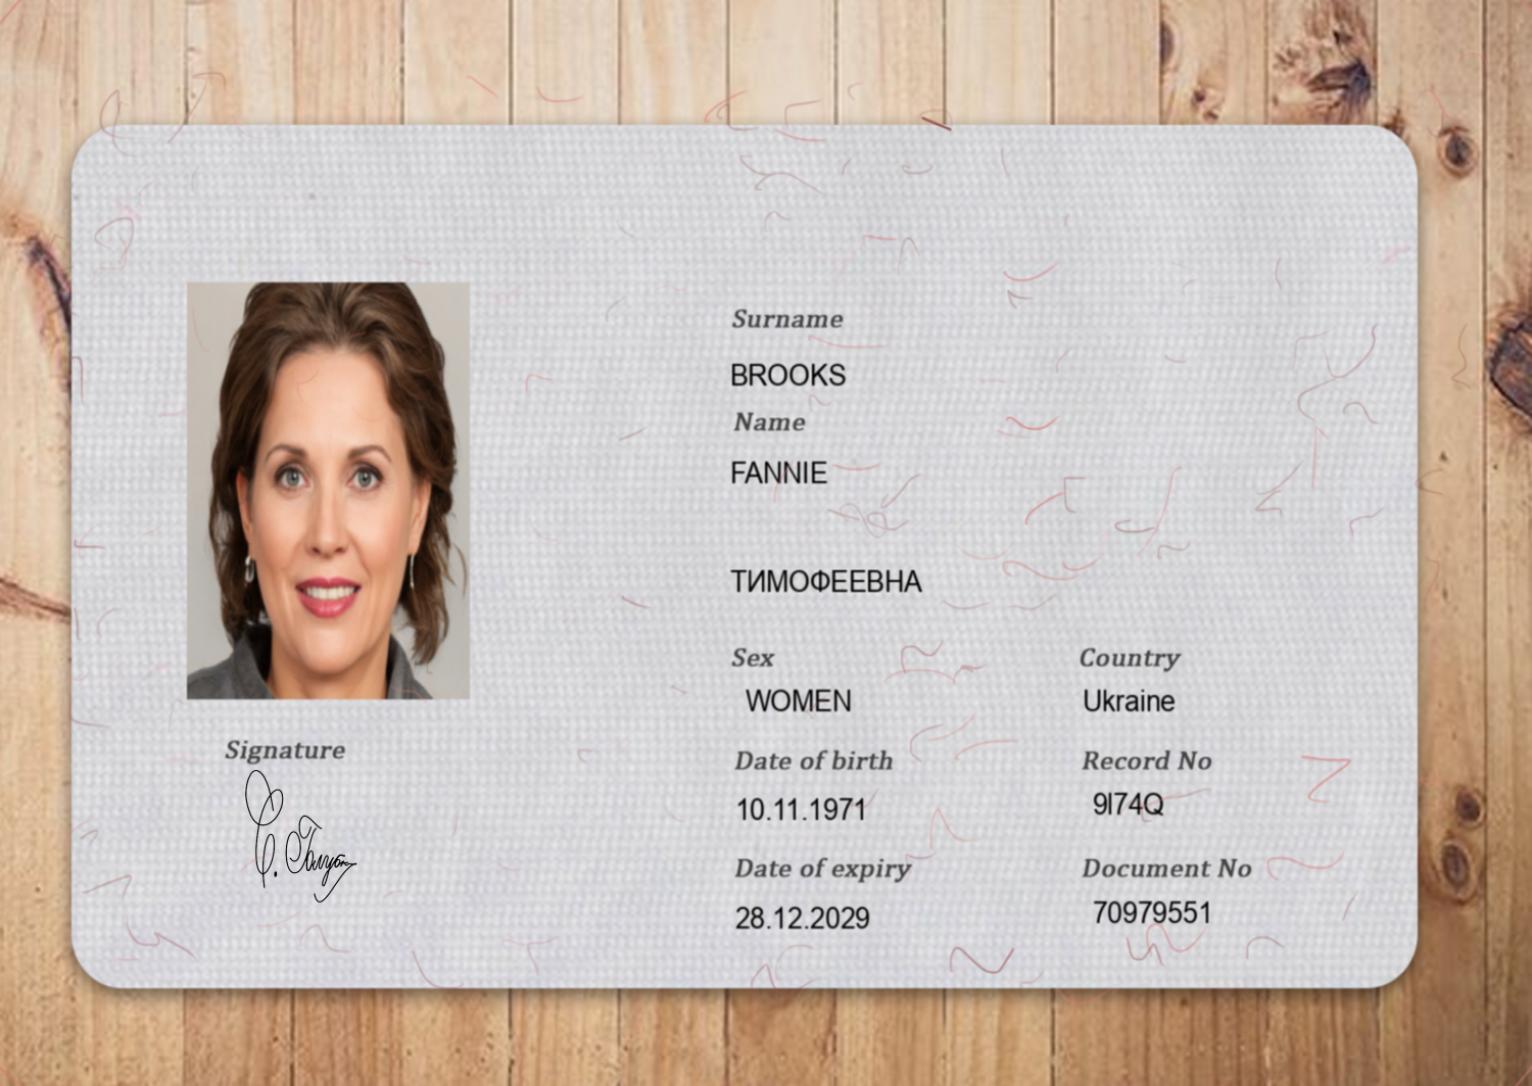 Surname
BROOKS
Name
FANNIE
ТИМОФЕЕВНА
Sex
WOMEN
Country
Ukraine
Date of birth
10.11.1971
Record No
9I74Q
Date of expiry
28.12.2029
Document No
70979551
Signature